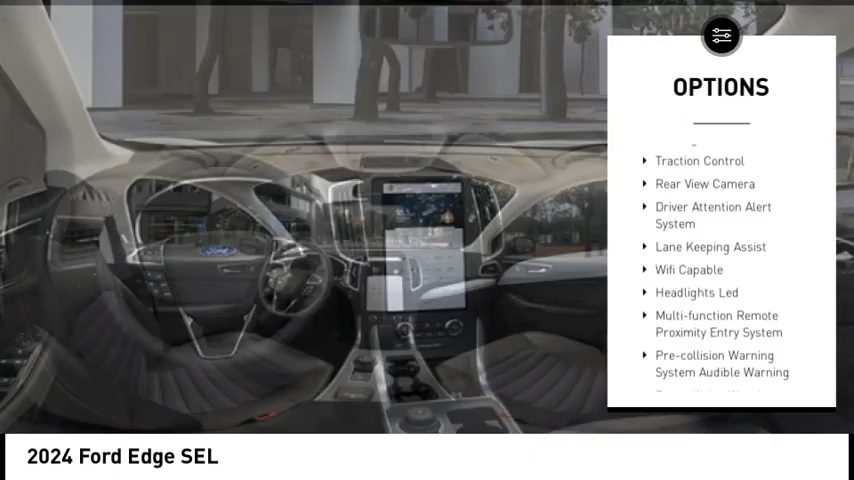 OPTIONS
Traction Control
Rear View Camera
Driver Attention Alert
System
Lane Keeping Assist
Wifi Capable
Headlights Led
Multi-function Remote
Proximity Entry System
Pre-collision Warning
System Audible Warning
Ford
2024 Ford Edge SEL